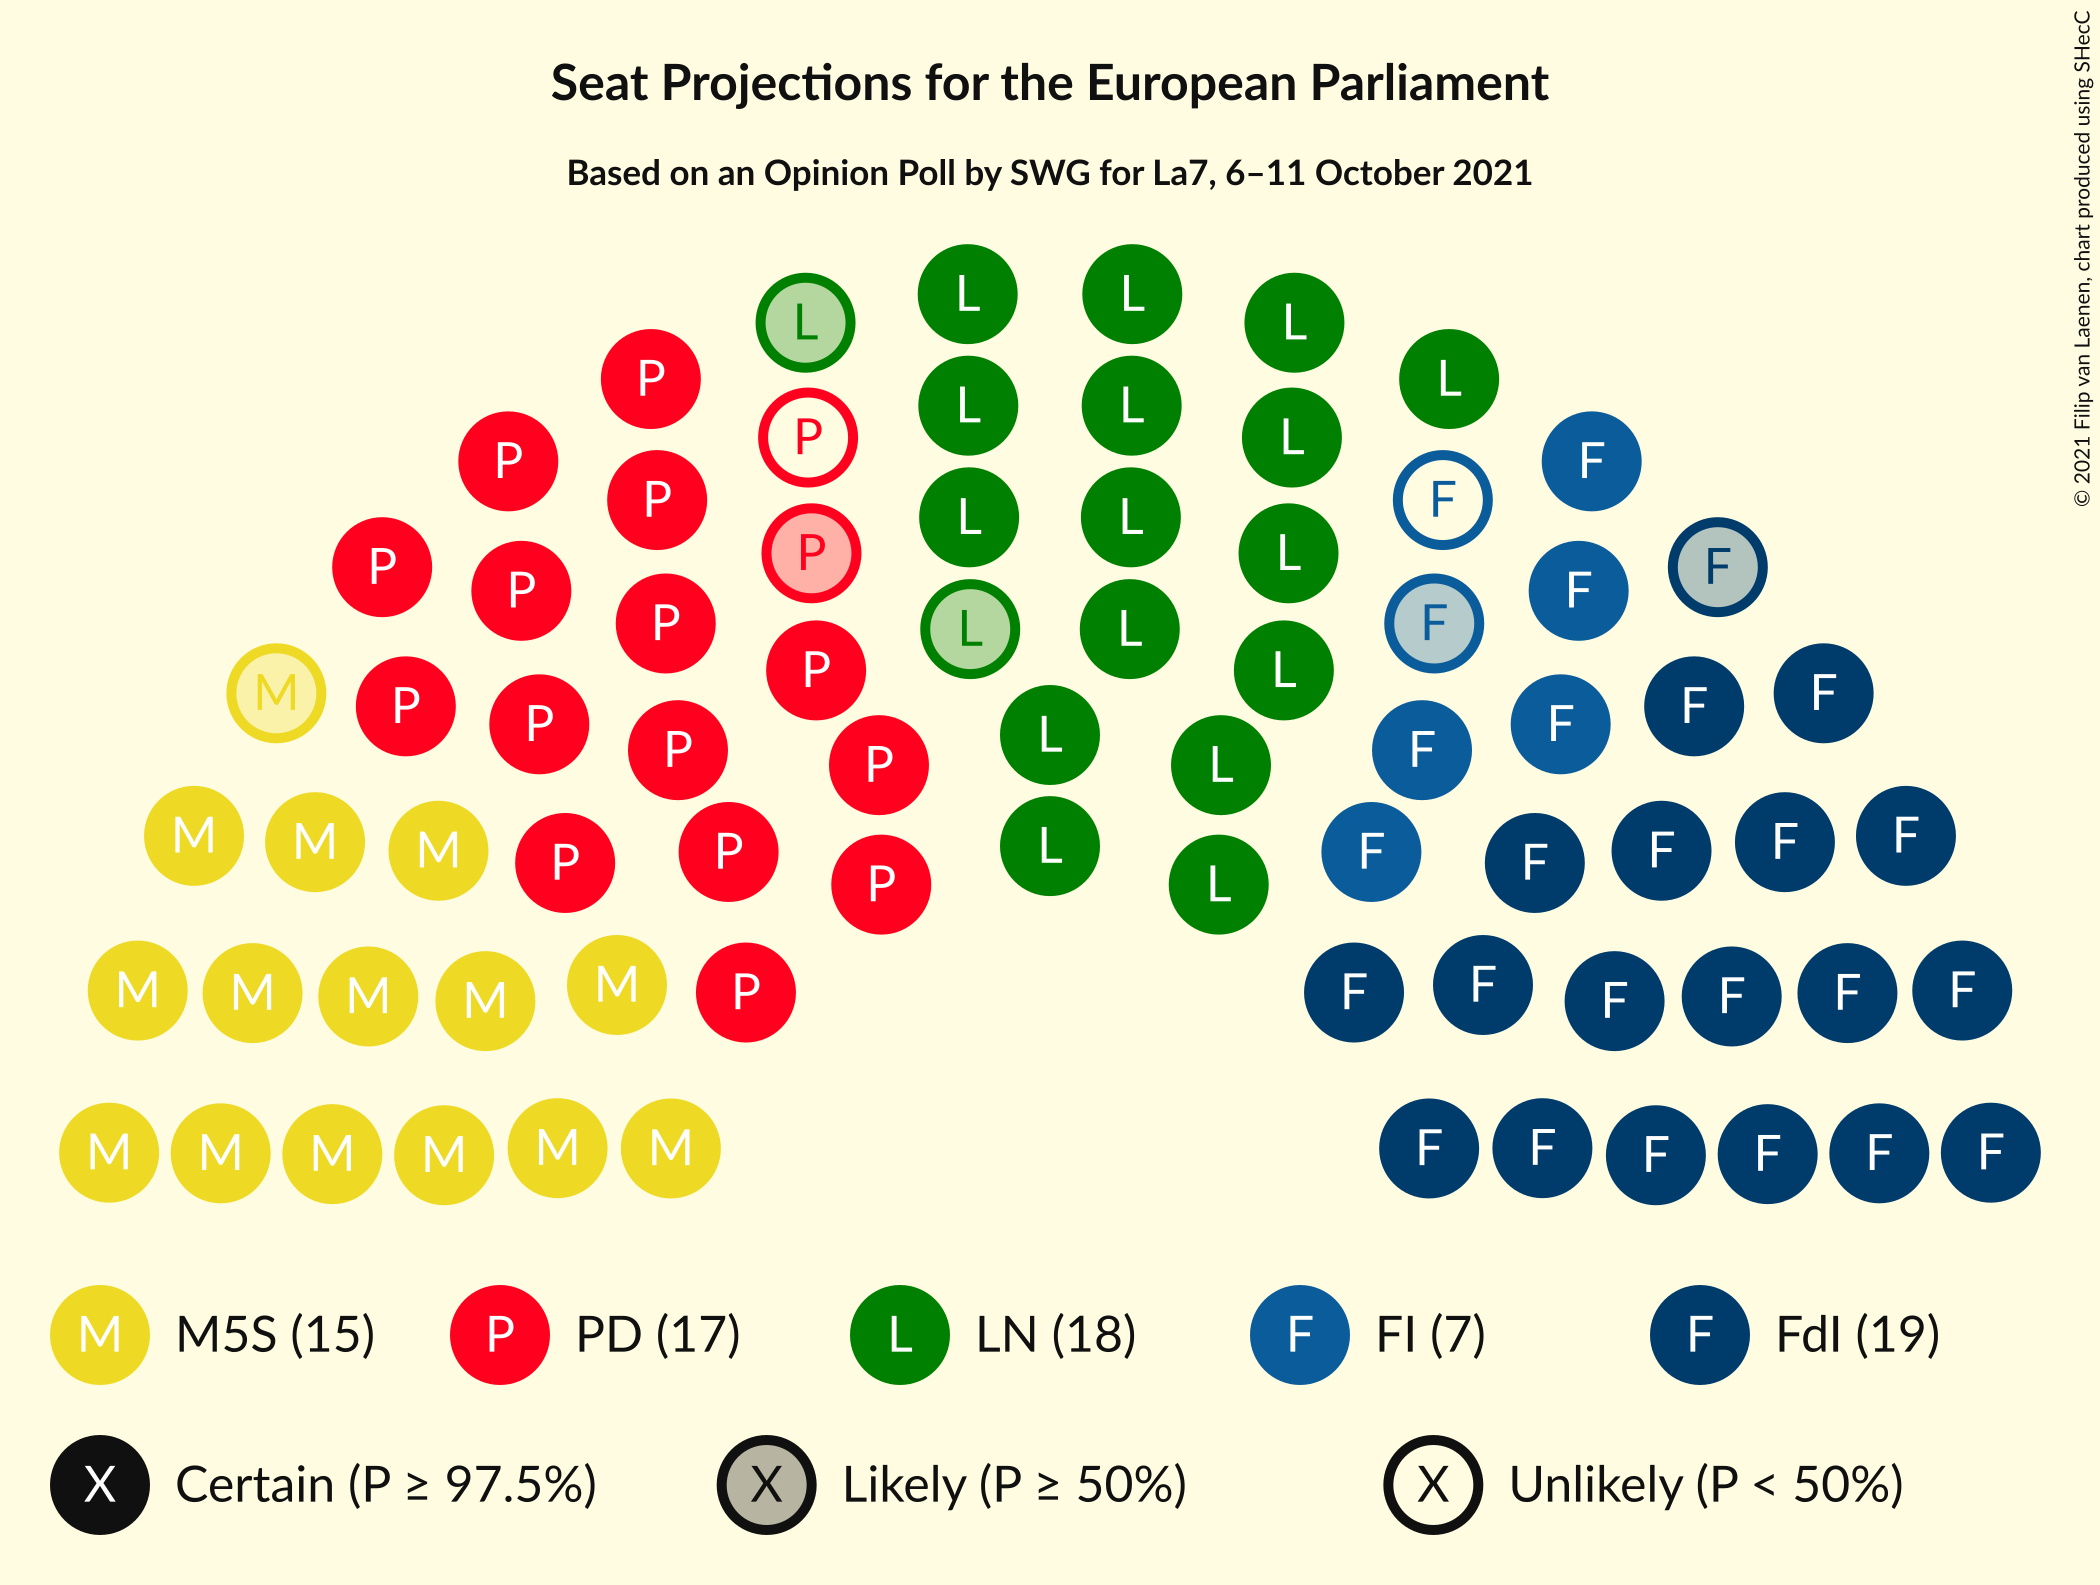 Seat Projections for the European Parliament
Based on an Opinion Poll by SWG for La7, 6–11 October 2021
© 2021 Filip van Laenen, chart produced using SHecC
L L L L
P L
P L L L P
P F F
P L L L P
P F
P F F
L L P
P F F
M L L
P P F F
P L
P L L
P F F F
M M M P P L F F F F F
P L
M M M M M P F F F F F F
M M M M M M F F F F F F
M M5S (15) P PD (17) L LN (18) F FI (7) F FdI (19)
X Certain (P ≥ 97.5%) X Likely (P ≥ 50%) X Unlikely (P < 50%)